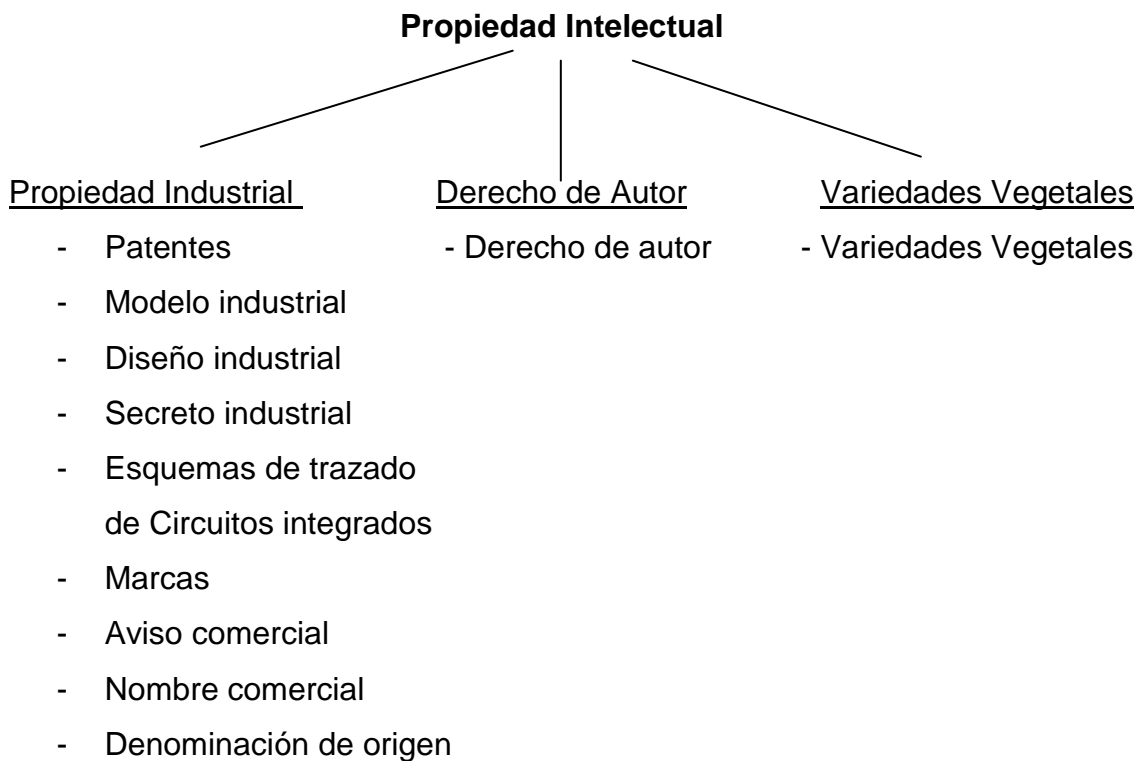 Propiedad Intelectual
Propiedad Industrial Derecho de Autor Variedades Vegetales
- Patentes - Derecho de autor - Variedades Vegetales
- Modelo industrial
- Diseño industrial
- Secreto industrial
- Esquemas de trazado
de Circuitos integrados
- Marcas
- Aviso comercial
- Nombre comercial
- Denominación de origen